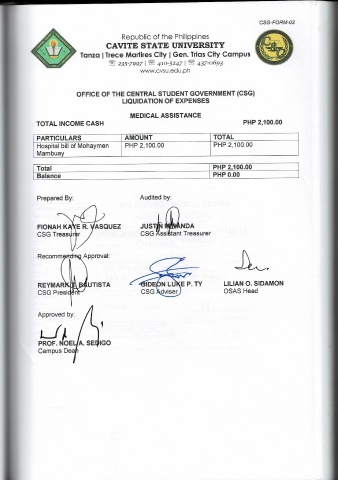 CSG-FORM-03
Republic of the Philippines
CAVITE STATE UNIVERSITY
Tanza | Trece Martires City | Gen. Trias City Campus
☏ 235-7997 | ☏ 410-5247 | ☏ 437-0693
www.cvsu.edu.ph
OFFICE OF THE CENTRAL STUDENT GOVERNMENT (CSG)
LIQUIDATION OF EXPENSES
MEDICAL ASSISTANCE
TOTAL INCOME CASH PHP 2,100.00
PARTICULARS AMOUNT TOTAL
Hospital bill of Mohaymen PHP 2,100.00 PHP 2,100.00
Mambuay
Total PHP 2,100.00
Balance PHP 0.00
Prepared By: Audited by:
FIONAH KAYE R. VASQUEZ JUSTIN MIRANDA
CSG Treasurer CSG Assistant Treasurer
Recommending Approval:
REYMARK T. BAUTISTA GIDEON LUKE P. TY LILIAN O. SIDAMON
CSG President CSG Adviser OSAS Head
Approved by:
PROF. NOEL A. SEDIGO
Campus Dean